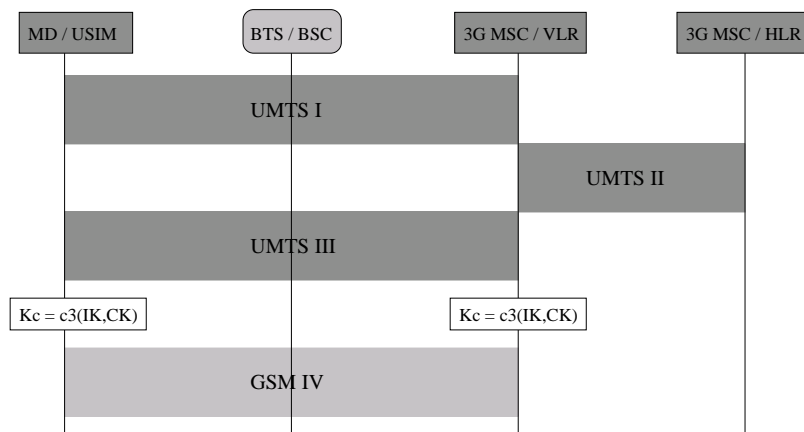 MD / USIM
BTS / BSC
3G MSC / VLR
3G MSC / HLR
UMTS I
UMTS II
UMTS III
Kc = c3(IK,CK)
Kc = c3(IK,CK)
GSM IV